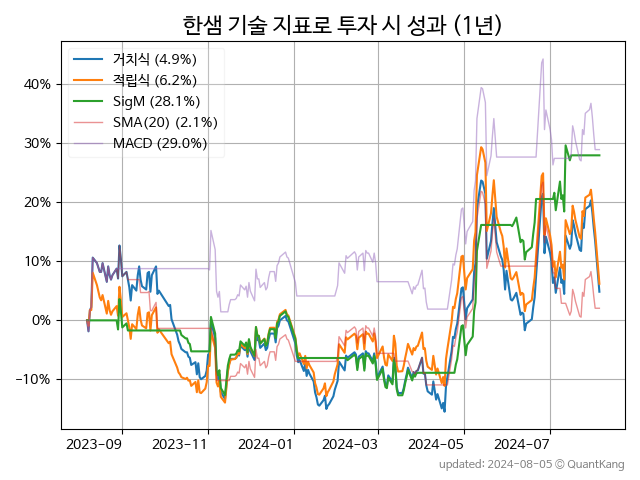 한샘 기술 지표로 투자 시 성과 (1년)
거치식 (4.9%)
적립식 (6.2%)
SigM (28.1%)
SMA(20) (2.1%)
MACD (29.0%)
40%
30%
20%
10%
0%
−10%
2023-09
2023-11
2024-01
2024-03
2024-05
2024-07
updated: 2024-08-05 © QuantKang